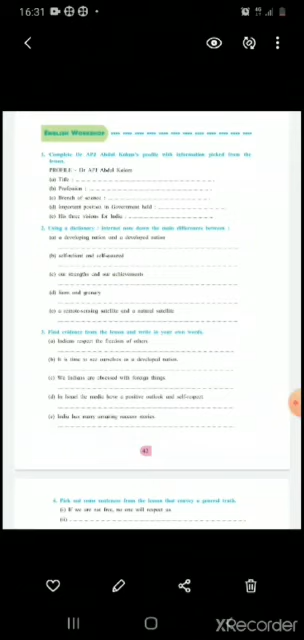 16:31
ENGLISH WORKSHOP
1. Complete Dr APJ Abdul Kalam's profile with information picked from the
lesson.
PROFILE - Dr APJ Abdul Kalam
(a) Title :
(b) Profession :
(c) Branch of science :
(d) Important position in Government held :
(e) His three visions for India :
2. Using a dictionary / internet note down the main differences between :
(a) a developing nation and a developed nation
(b) self-reliant and self-assured
(c) our strengths and our achievements
(d) and granary
(e) a remote-sensing satellite and a natural satellite
3. Find evidence from the lesson and write in your own words.
(a) Indians respect the freedom of others
(b) It is time to see ourselves as a developed nation.
(c) We Indians are obsessed with foreign things.
(d) In Israel the media have a positive outlook and self-respect
(e) India has many amazing success stories
47
4. Pick out some sentences from the lesson that convey a general truth.
(i) If we are not free, no one will respect us.
(ii)
XRecorder